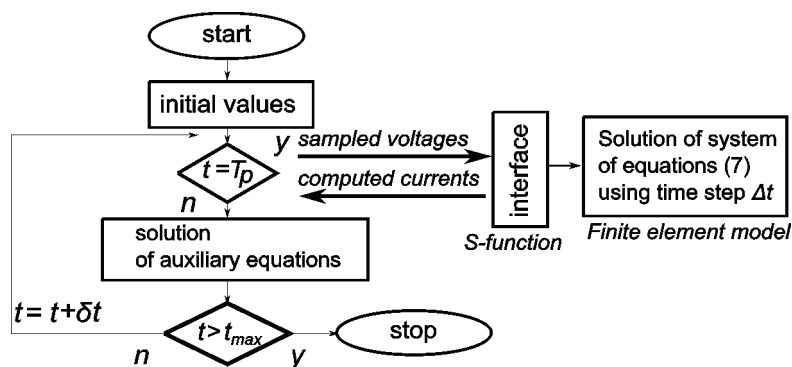 start
initial values
y
sampled voltages
t=Tp
computed currents
n
interface
S-function
Solution of system
of equations (7)
using time step Δt
Finite element model
solution
of auxiliary equations
t= t+δt
t> tmax
n
y
stop